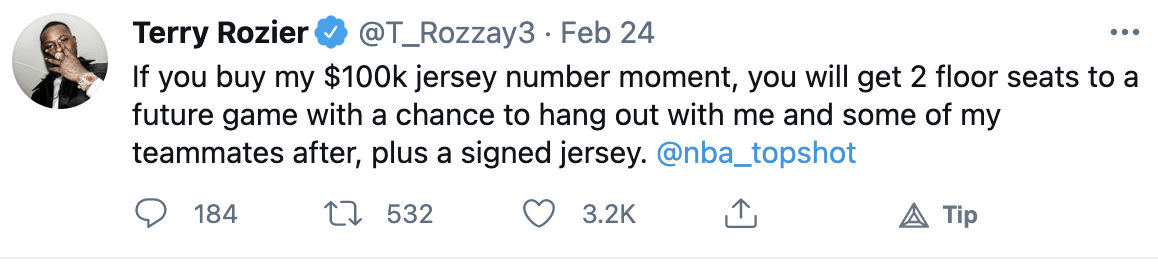 Terry Rozier @T_Rozzay3 · Feb 24
If you buy my $100k jersey number moment, you will get 2 floor seats to a
future game with a chance to hang out with me and some of my
teammates after, plus a signed jersey. @nba_topshot
184 532 3.2K Tip